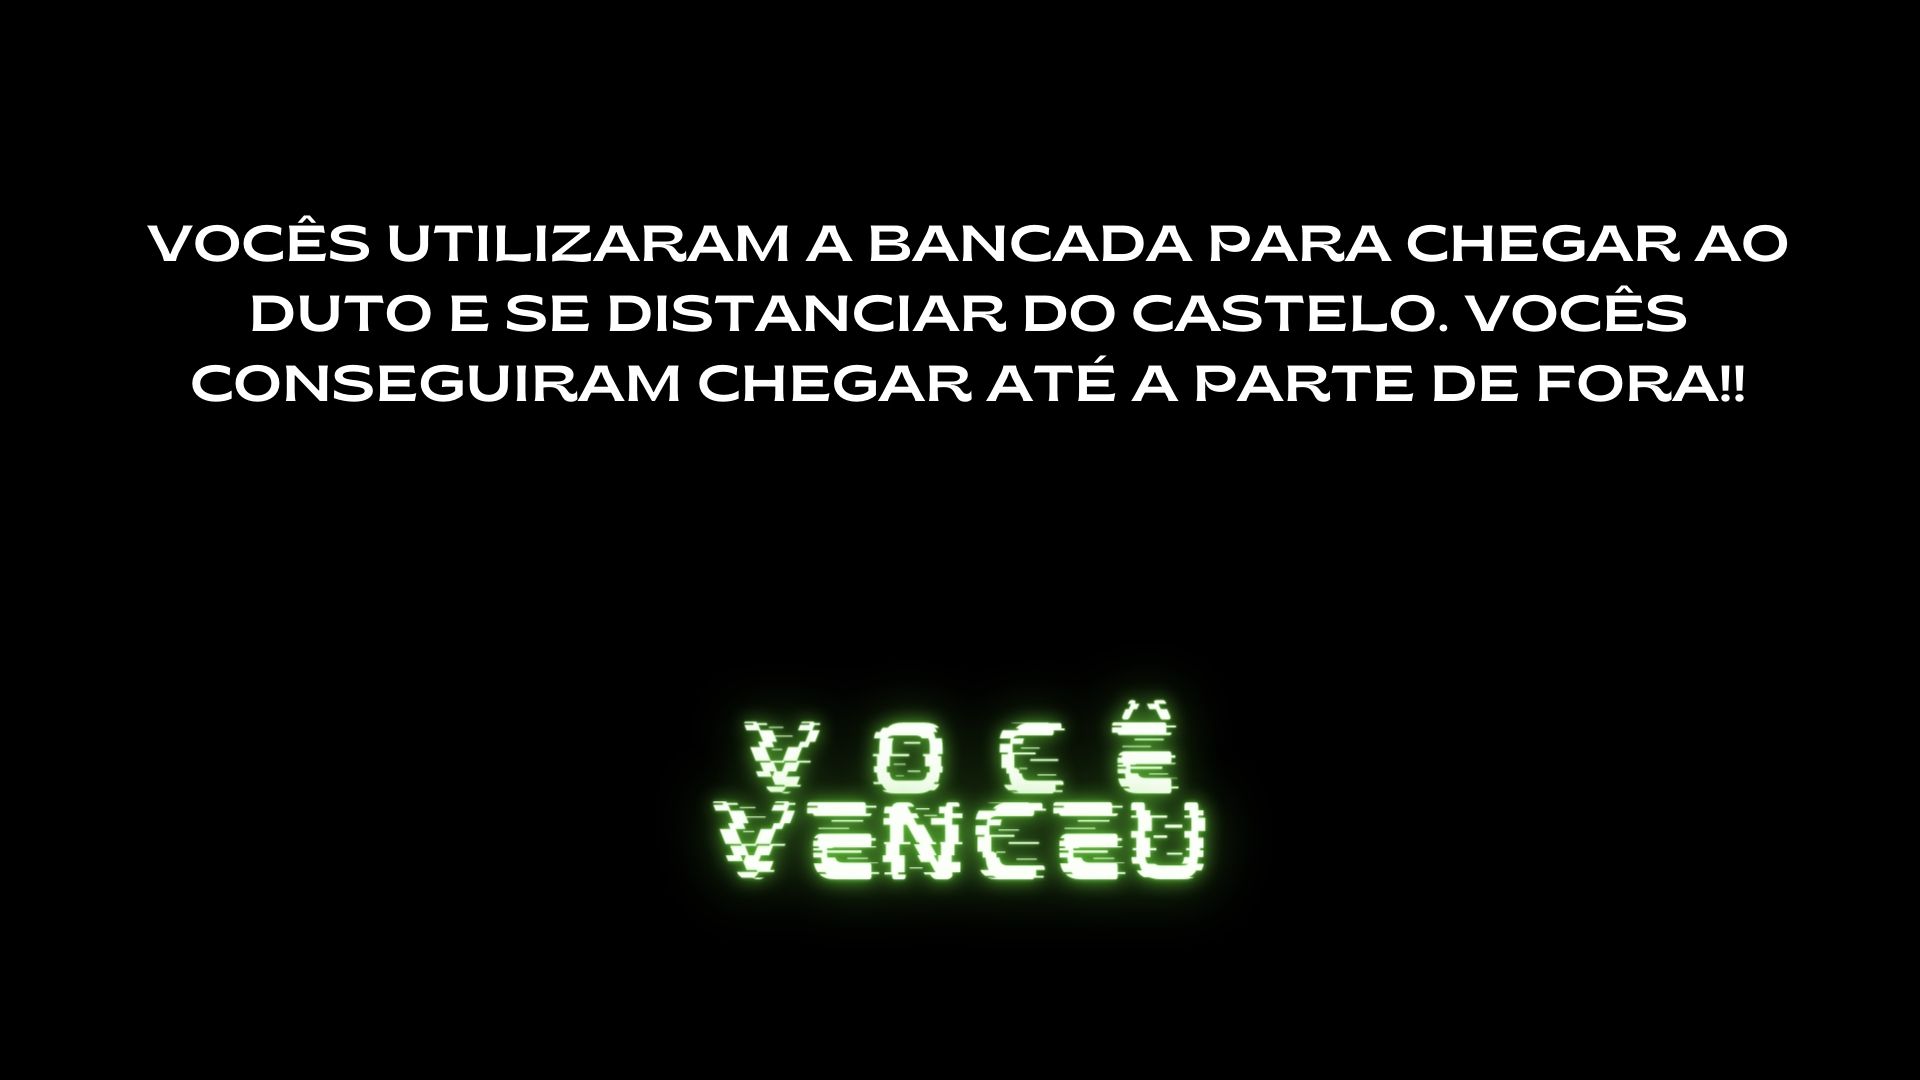 VOCÊS UTILIZARAM A BANCADA PARA CHEGAR AO
DUTO E SE DISTANCIAR DO CASTELO. VOCÊS
CONSEGUIRAM CHEGAR ATÉ A PARTE DE FORA!!
VOCÊ
VENCEU